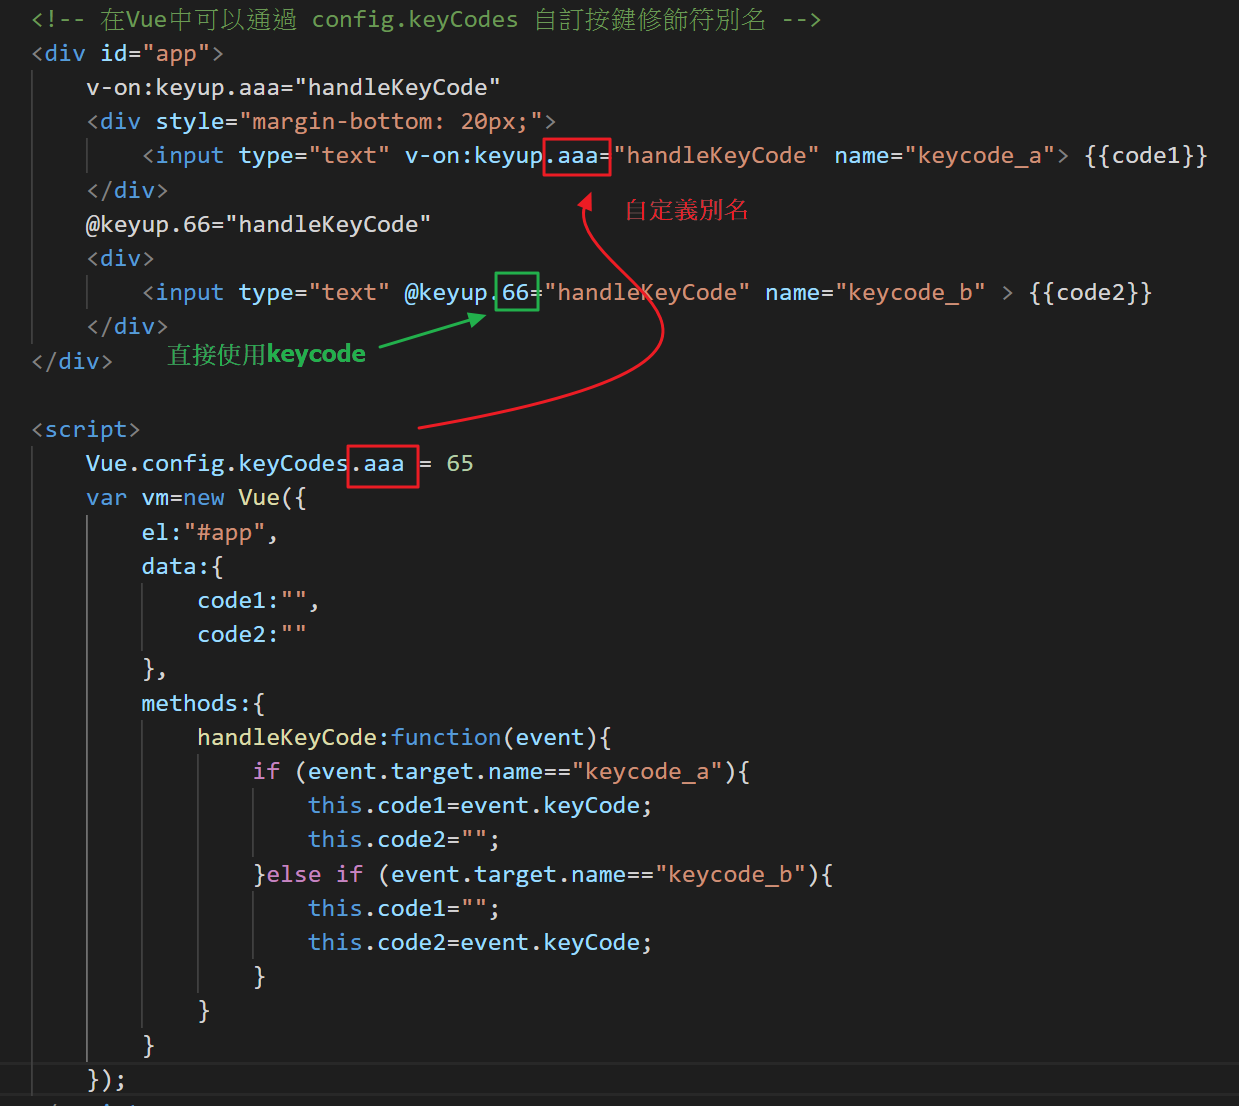 <!-- 在Vue中可以通過 config.keyCodes 自訂按鍵修飾符別名 -->
<div id="app">
v-on:keyup.aaa="handleKeyCode"
<div style="margin-bottom: 20px;">
<input type="text" v-on:keyup.aaa="handleKeyCode" name="keycode_a"> {{code1}}
</div>
自定義別名
@keyup.66="handleKeyCode"
<div>
<input type="text" @keyup.66="handleKeyCode" name="keycode_b" > {{code2}}
</div>
直接使用keycode
</div>
<script>
Vue.config.keyCodes.aaa = 65
var vm=new Vue({
el:"#app",
data:{
code1:"",
code2:""
},
methods:{
handleKeyCode:function(event){
if (event.target.name=="keycode_a"){
this.code1=event.keyCode;
this.code2="";
}else if (event.target.name=="keycode_b"){
this.code1="";
this.code2=event.keyCode;
}
}
}
});